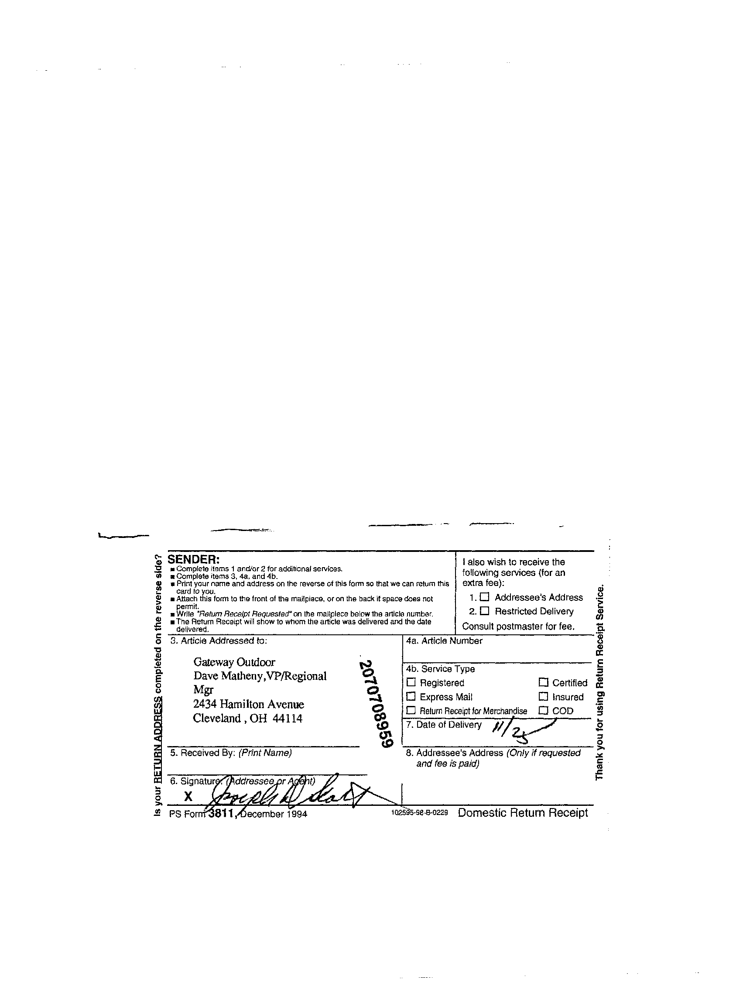 Is your RETURN ADDRESS completed on the reverse side?
SENDER:
■ Complete items 1 and/or 2 for additional services.
■ Complete items 3, 4a, and 4b.
■ Print your name and address on the reverse of this form so that we can return this
card to you.
■ Attach this form to the front of the mailpiece, or on the back if space does not
permit.
■ Write "Return Receipt Requested" on the mailpiece below the article number.
■ The Return Receipt will show to whom the article was delivered and the date
delivered.
I also wish to receive the
following services (for an
extra fee):
1. ☐ Addressee's Address
2. ☐ Restricted Delivery
Consult postmaster for fee.
3. Article Addressed to:
Gateway Outdoor
Dave Matheny,VP/Regional
Mgr
2434 Hamilton Avenue
Cleveland , OH 44114
2070708959
4a. Article Number
4b. Service Type
☐ Registered ☐ Certified
☐ Express Mail ☐ Insured
☐ Return Receipt for Merchandise ☐ COD
7. Date of Delivery 11/25
5. Received By: (Print Name)
8. Addressee's Address (Only if requested
and fee is paid)
6. Signature: (Addressee or Agent)
X
PS Form 3811, December 1994
102595-98-B-0229 Domestic Return Receipt
Thank you for using Return Receipt Service.